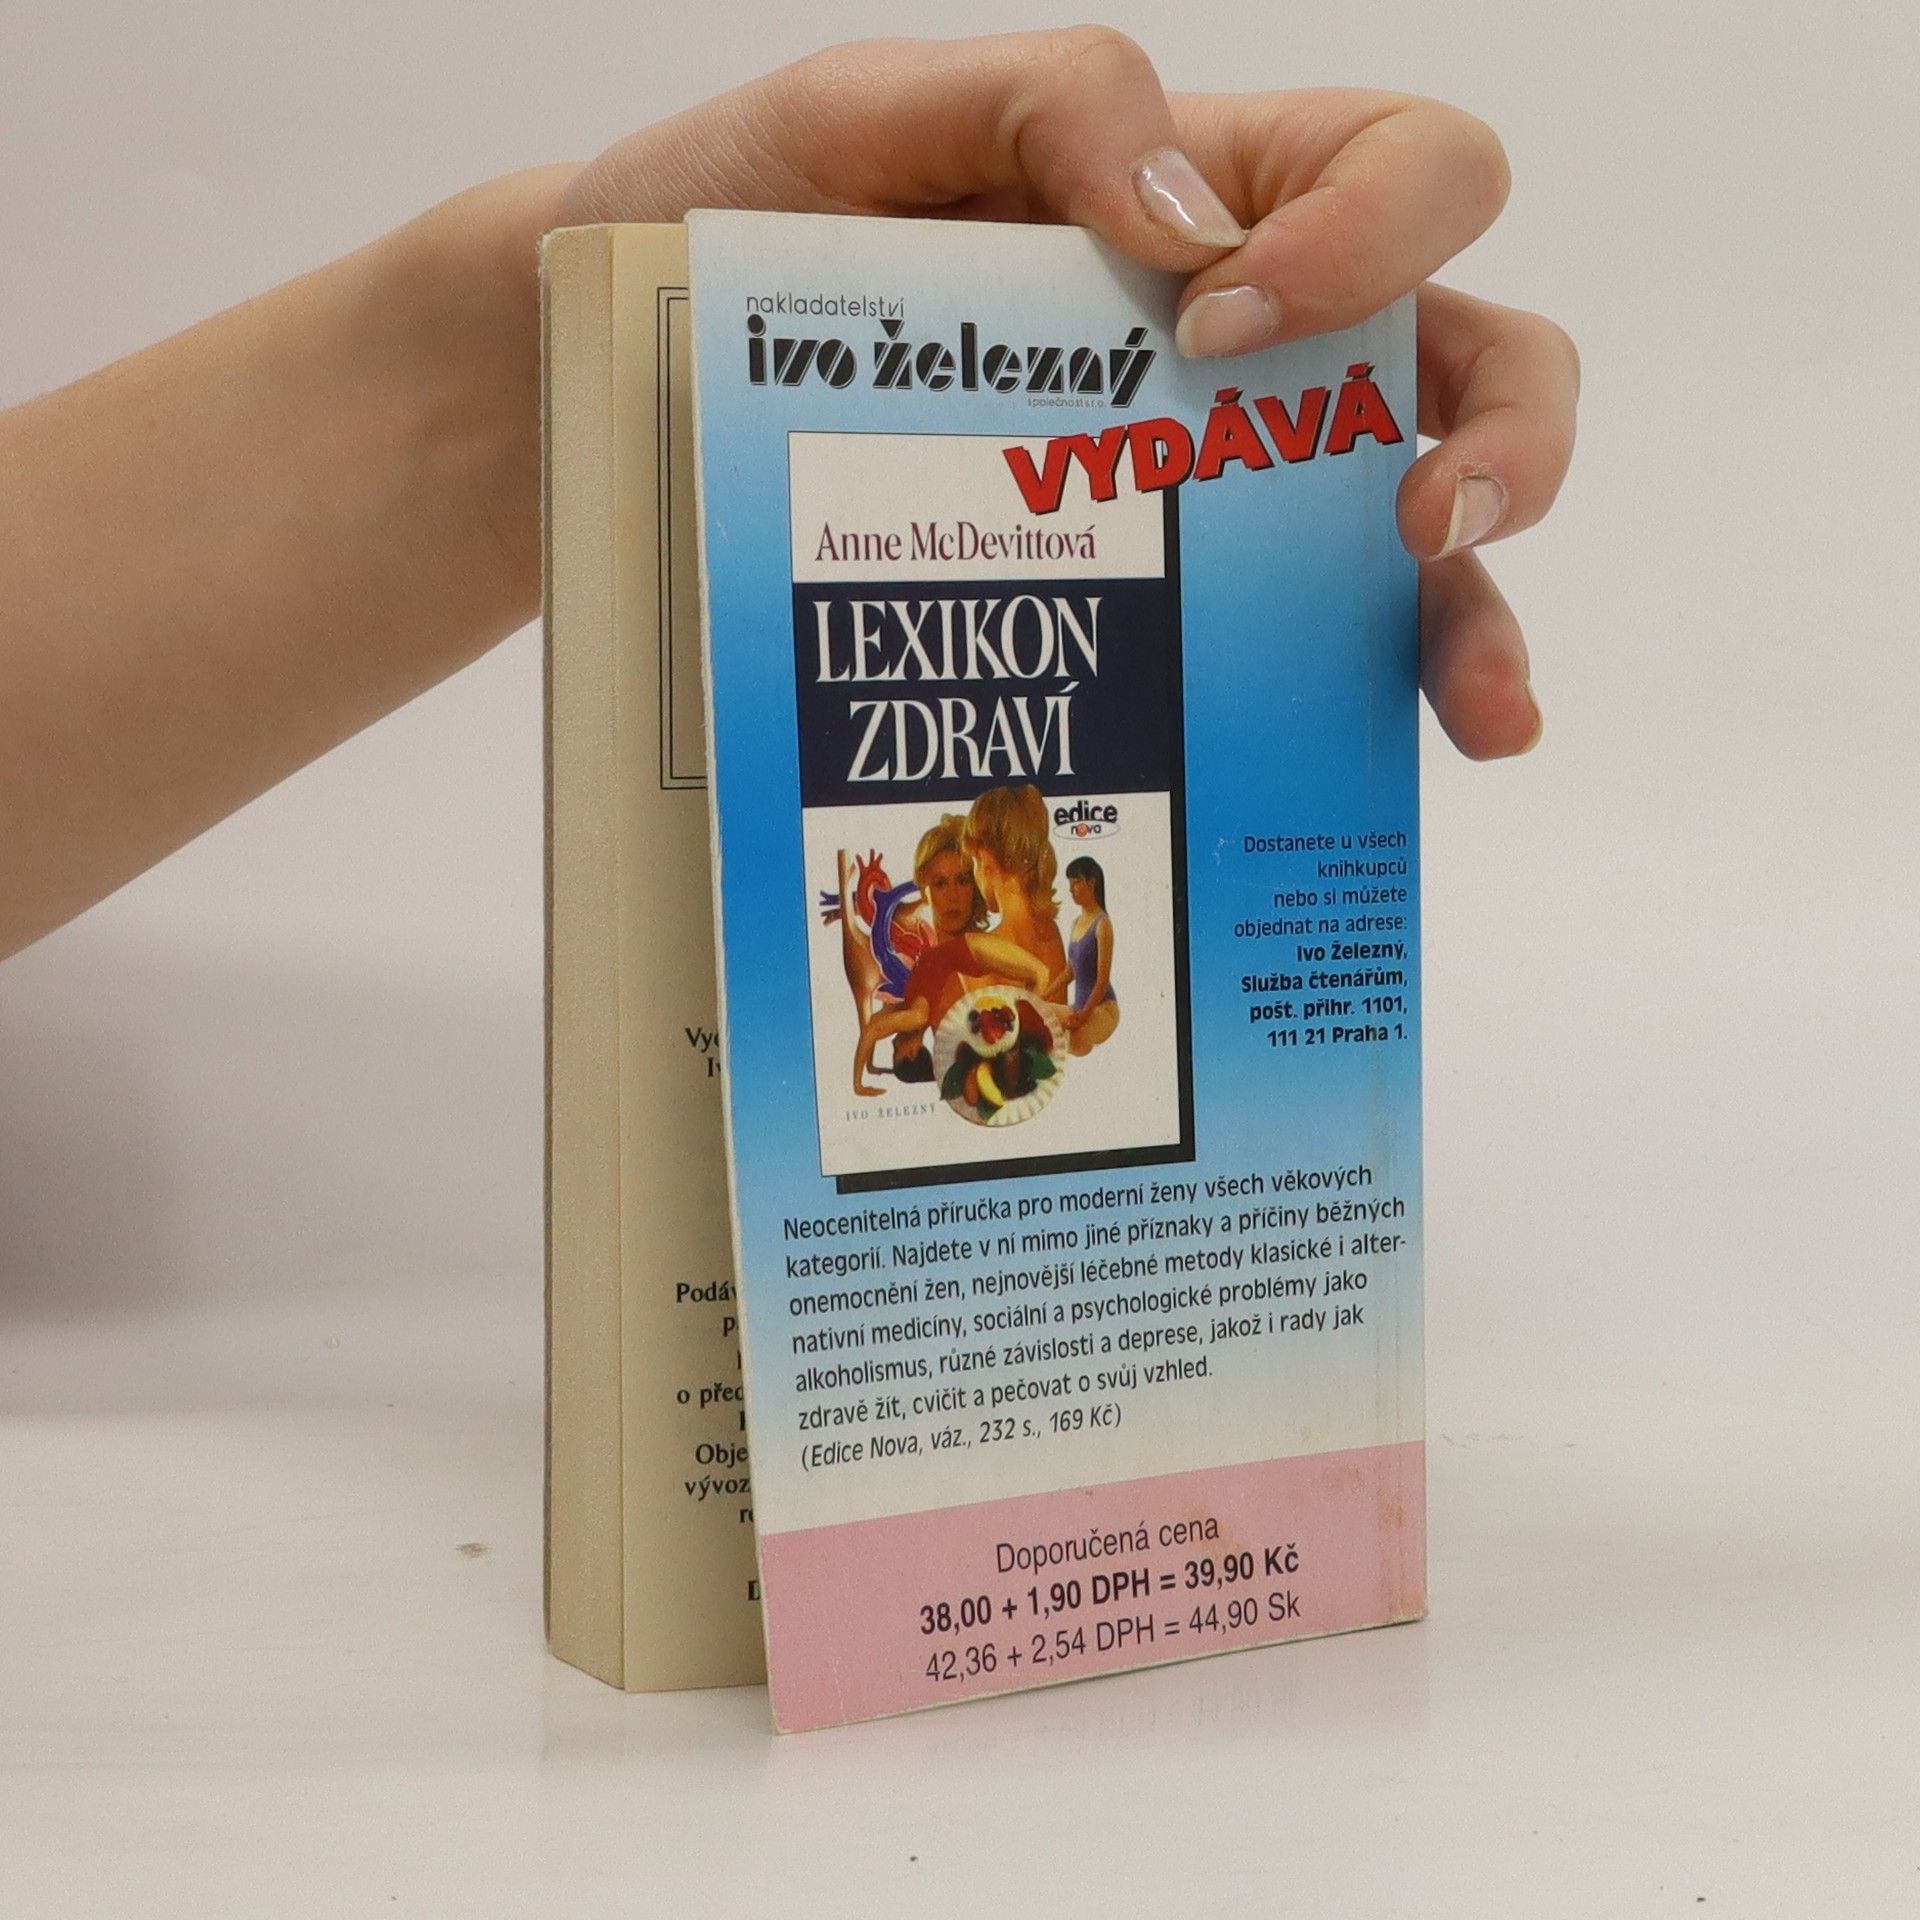 nakladatelství
ivo železný
společnost s r.o.
VYDÁVÁ
Anne McDevittová
LEXIKON
ZDRAVÍ
edice
nova
IVO ŽELEZNÝ
Dostanete u všech
knihkupců
nebo si můžete
objednat na adrese:
Ivo Železný,
Služba čtenářům,
pošt. přihr. 1101,
111 21 Praha 1.
Neocenitelná příručka pro moderní ženy všech věkových
kategorií. Najdete v ní mimo jiné příznaky a příčiny běžných
onemocnění žen, nejnovější léčebné metody klasické i alter-
nativní medicíny, sociální a psychologické problémy jako
alkoholismus, různé závislosti a deprese, jakož i rady jak
zdravě žít, cvičit a pečovat o svůj vzhled.
(Edice Nova, váz., 232 s., 169 Kč)
Doporučená cena
38,00 + 1,90 DPH = 39,90 Kč
42,36 + 2,54 DPH = 44,90 Sk
Podáv
o před
Obje
vývoz